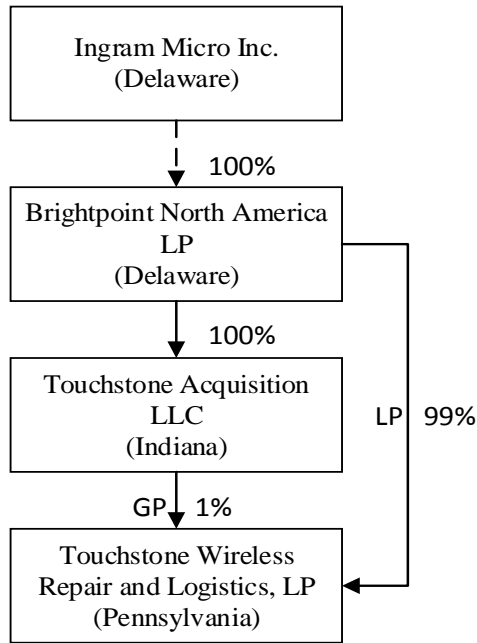 Ingram Micro Inc.
(Delaware)
100%
Brightpoint North America
LP
(Delaware)
100%
Touchstone Acquisition
LLC
(Indiana)
LP 99%
GP 1%
Touchstone Wireless
Repair and Logistics, LP
(Pennsylvania)